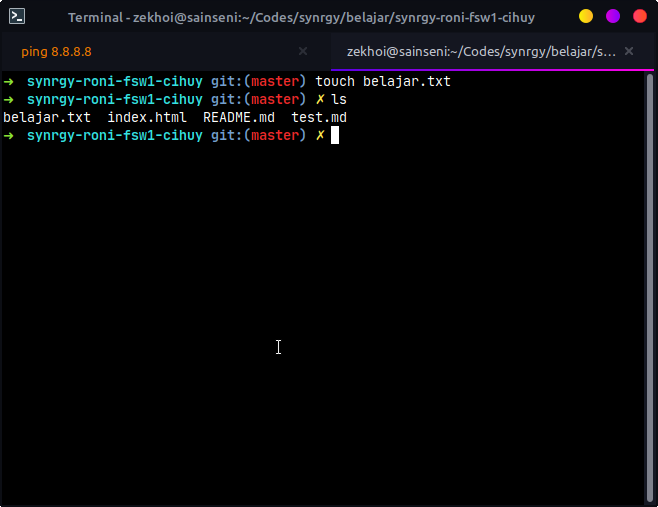 Terminal - zekhoi@sainseni:~/Codes/synrgy/belajar/synrgy-roni-fsw1-cihuy
ping 8.8.8.8
zekhoi@sainseni:~/Codes/synrgy/belajar/s...
➜ synrgy-roni-fsw1-cihuy git:(master) touch belajar.txt
➜ synrgy-roni-fsw1-cihuy git:(master) ✗ ls
belajar.txt index.html README.md test.md
➜ synrgy-roni-fsw1-cihuy git:(master) ✗